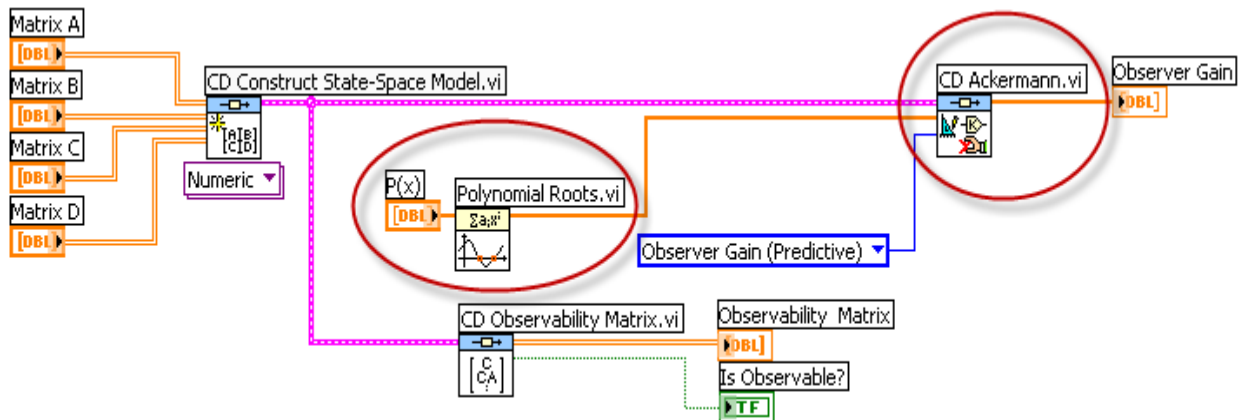 Matrix A
[DBL]
Matrix B
[DBL]
Matrix C
[DBL]
Matrix D
[DBL]
CD Construct State-Space Model.vi
[A|B]
[C|D]
Numeric
P(x)
[DBL]
Polynomial Roots.vi
Σaᵢxⁱ
CD Ackermann.vi
K
Observer Gain
DBL]
Observer Gain (Predictive)
CD Observability Matrix.vi
C
CA
Observability Matrix
DBL]
Is Observable?
TF